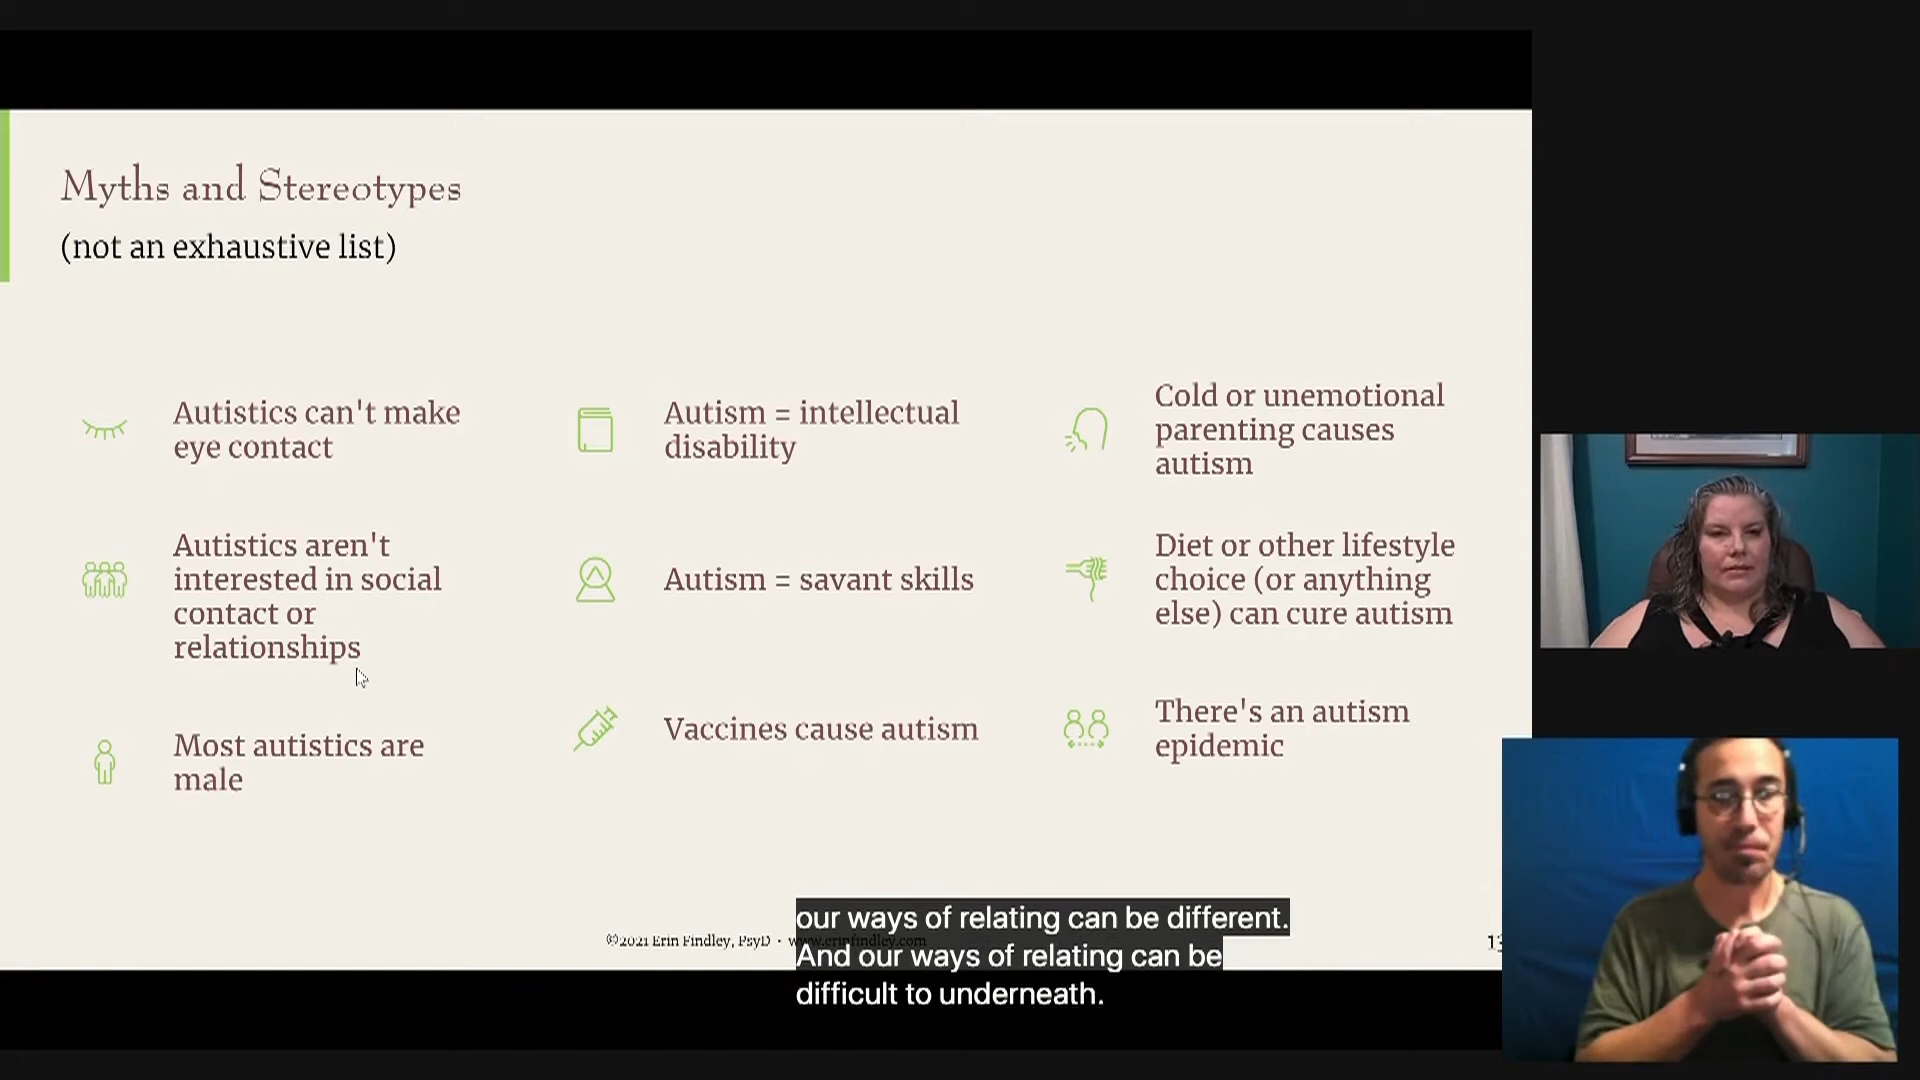 Myths and Stereotypes
(not an exhaustive list)
Autistics can't make
eye contact
Autistics aren't
interested in social
contact or
relationships
Most autistics are
male
Autism = intellectual
disability
Autism = savant skills
Vaccines cause autism
Cold or unemotional
parenting causes
autism
Diet or other lifestyle
choice (or anything
else) can cure autism
There's an autism
epidemic
©2021 Erin Findley, PsyD · www.erinfindley.com
our ways of relating can be different.
And our ways of relating can be
difficult to underneath.